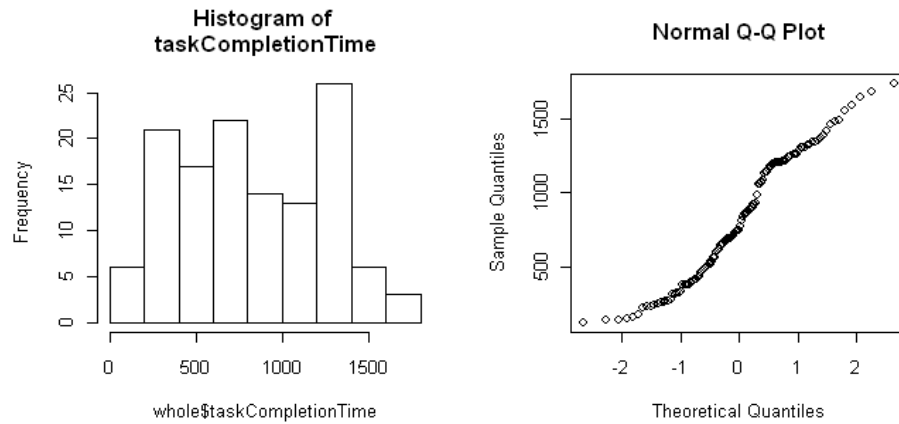 Histogram of
taskCompletionTime
Frequency
25
20
15
10
5
0
0 500 1000 1500
whole$taskCompletionTime
Normal Q-Q Plot
Sample Quantiles
1500
1000
500
-2 -1 0 1 2
Theoretical Quantiles